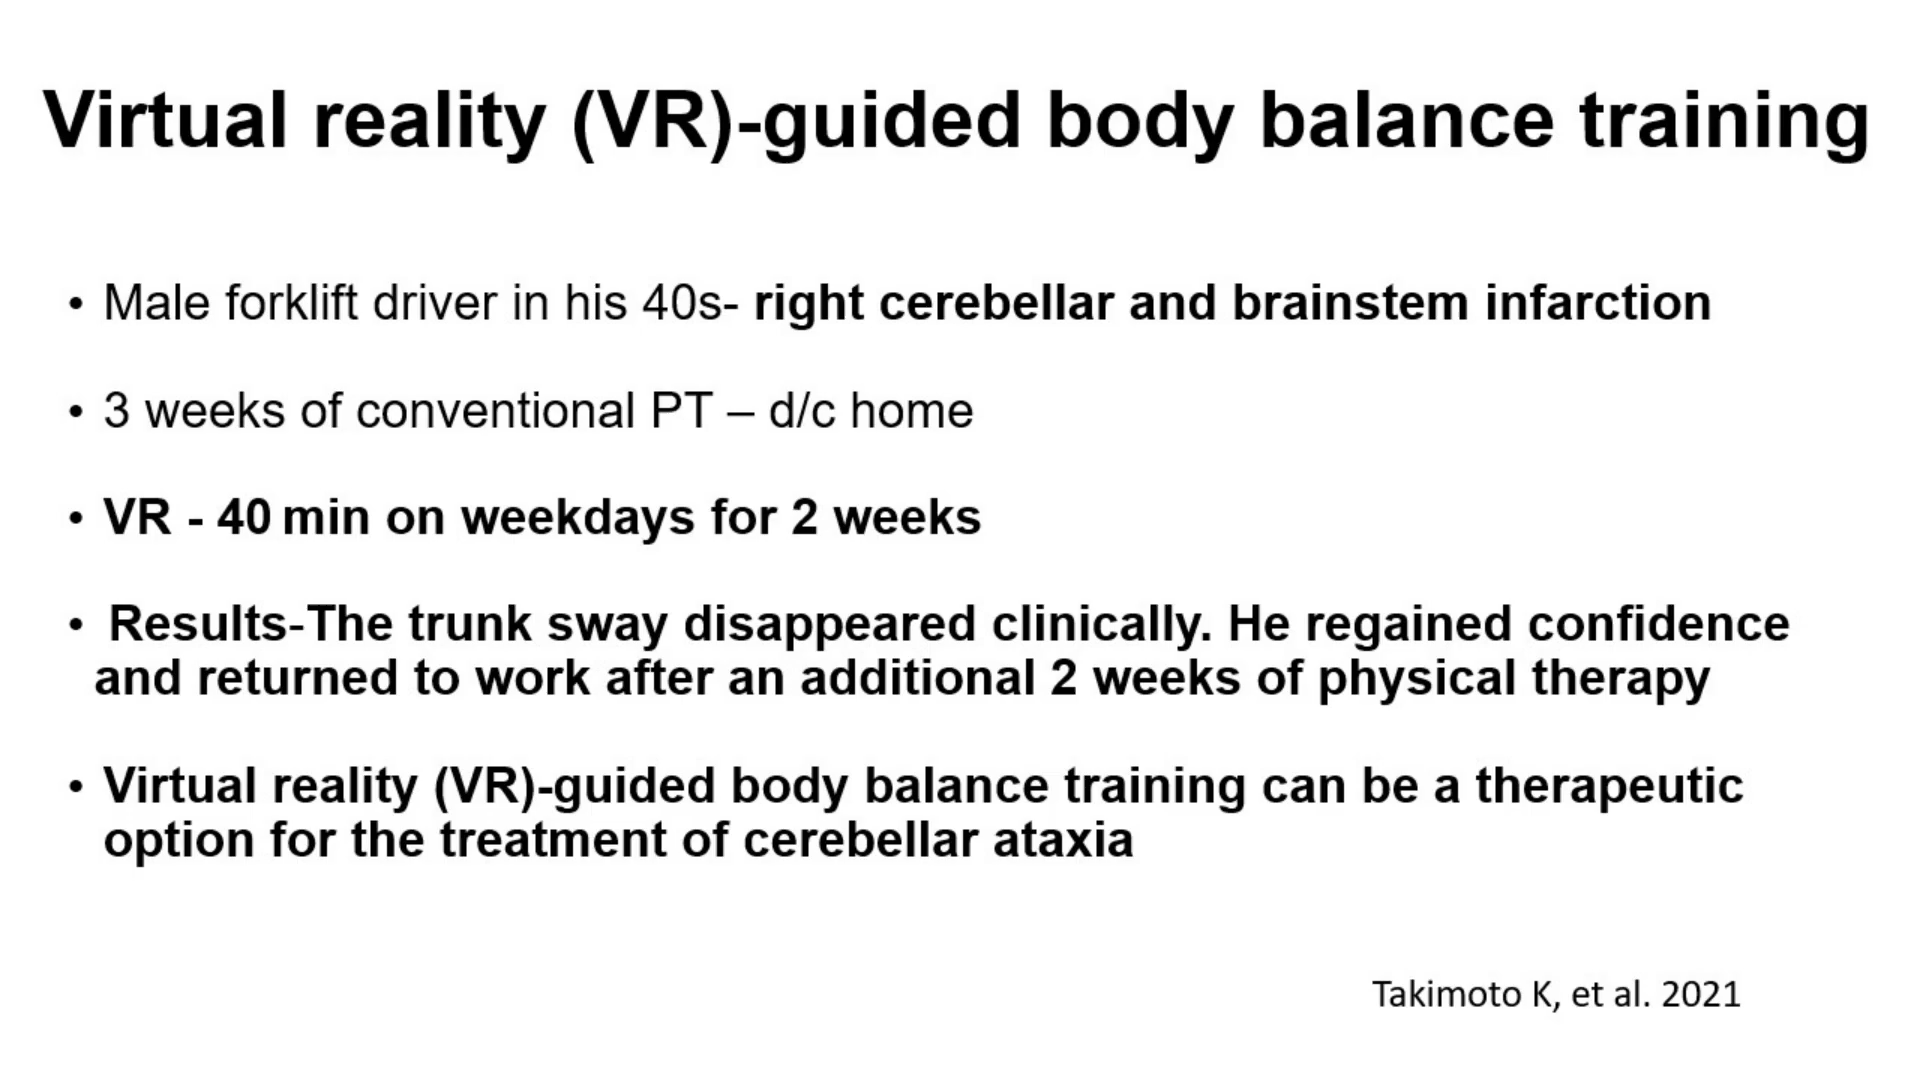 Virtual reality (VR)-guided body balance training
• Male forklift driver in his 40s- right cerebellar and brainstem infarction
• 3 weeks of conventional PT – d/c home
• VR - 40 min on weekdays for 2 weeks
• Results-The trunk sway disappeared clinically. He regained confidence
and returned to work after an additional 2 weeks of physical therapy
• Virtual reality (VR)-guided body balance training can be a therapeutic
option for the treatment of cerebellar ataxia
Takimoto K, et al. 2021